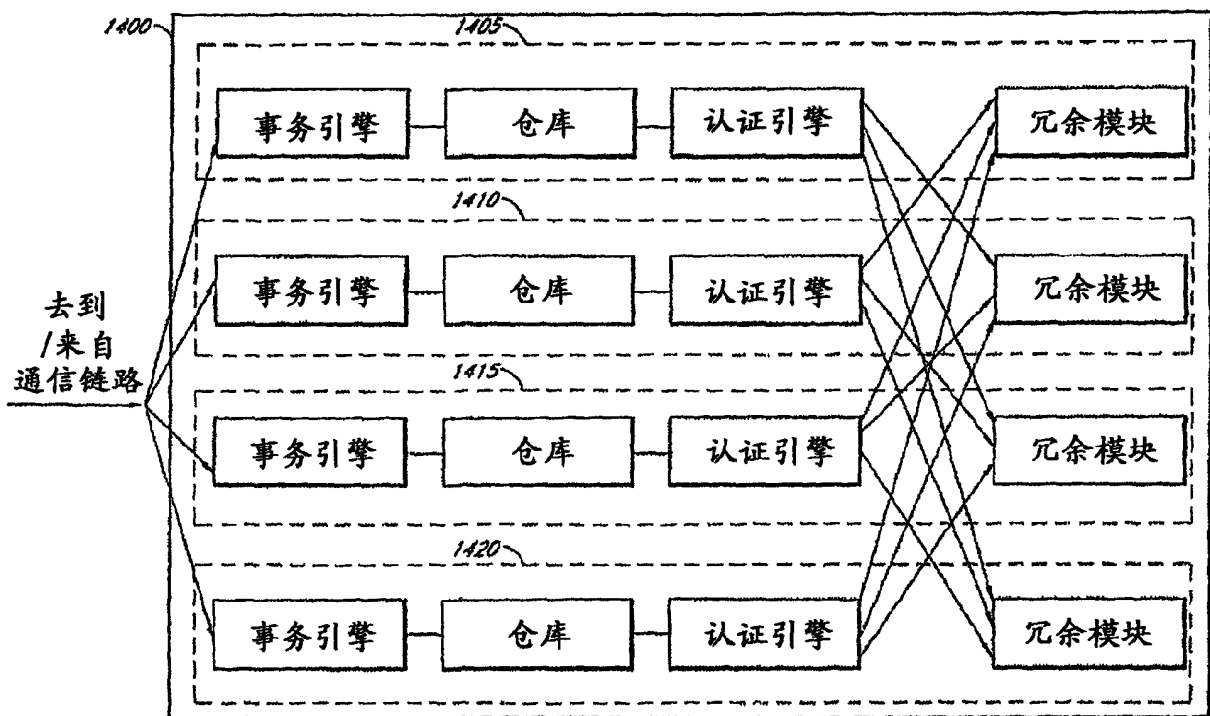 1400
1405
事务引擎
仓库
认证引擎
冗余模块
1410
事务引擎
仓库
认证引擎
冗余模块
去到
/来自
通信链路
1415
事务引擎
仓库
认证引擎
冗余模块
1420
事务引擎
仓库
认证引擎
冗余模块